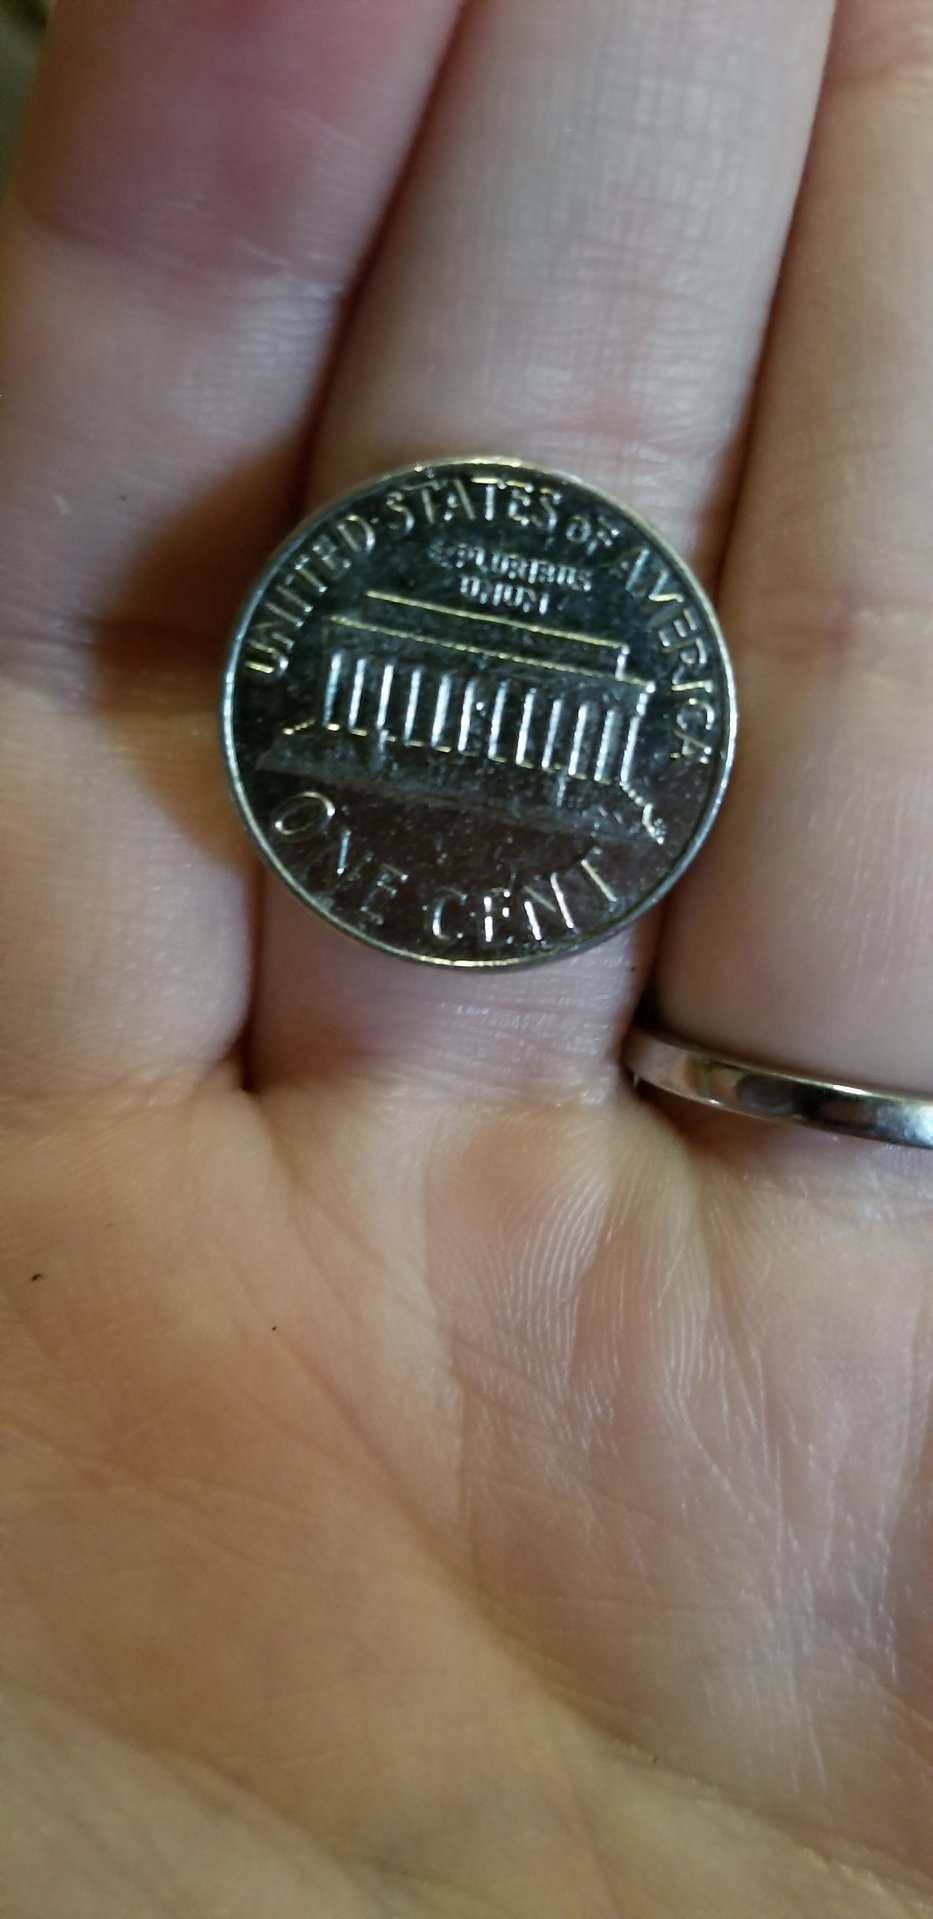 UNITED·STATES OF AMERICA
E·PLURIBUS
UNUM
ONE CENT